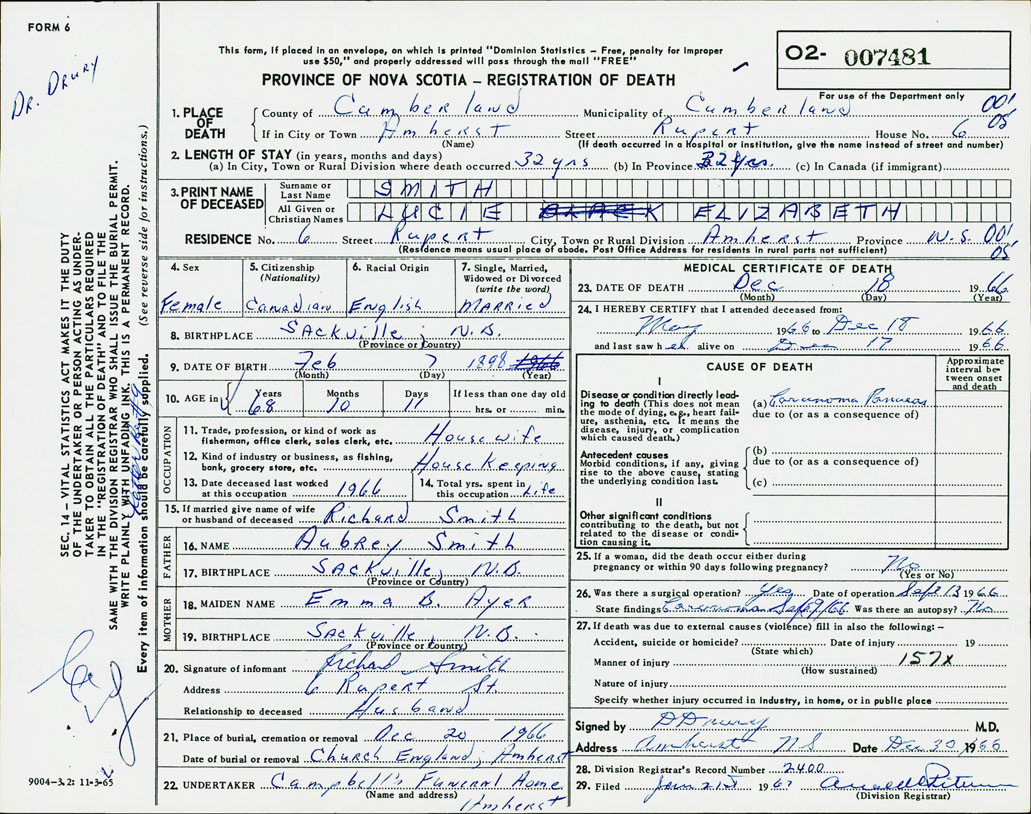 FORM 6
DR. DRURY
This form, if placed in an envelope, on which is printed "Dominion Statistics – Free, penalty for improper
use $50," and properly addressed will pass through the mail "FREE"
PROVINCE OF NOVA SCOTIA – REGISTRATION OF DEATH
O2- 007481
For use of the Department only
001
05
1. PLACE OF DEATH
County of Cumberland Municipality of Cumberland
If in City or Town Amherst Street Rupert House No. 6
(Name) (If death occurred in a Hospital or institution, give the name instead of street and number)
2. LENGTH OF STAY (in years, months and days)
(a) In City, Town or Rural Division where death occurred 32 yrs (b) In Province 32 yrs. (c) In Canada (if immigrant)
3. PRINT NAME OF DECEASED
Surname or Last Name SMITH
All Given or Christian Names LUCIE ELIZABETH
RESIDENCE No. 6 Street Rupert City, Town or Rural Division Amherst Province N.S. 001
(Residence means usual place of abode. Post Office Address for residents in rural parts not sufficient) 05
4. Sex Female
5. Citizenship (Nationality) Canadian
6. Racial Origin English
7. Single, Married, Widowed or Divorced (write the word) MARRIED
8. BIRTHPLACE Sackville, N.B.
(Province or Country)
9. DATE OF BIRTH Feb 7 1898 1966
(Month) (Day) (Year)
10. AGE in Years 68 Months 10 Days 11 If less than one day old hrs. or min.
OCCUPATION
11. Trade, profession, or kind of work as fisherman, office clerk, sales clerk, etc. Housewife
12. Kind of industry or business, as fishing, bank, grocery store, etc. House Keeping
13. Date deceased last worked at this occupation 1966
14. Total yrs. spent in this occupation Life
15. If married give name of wife or husband of deceased Richard Smith
FATHER
16. NAME Aubrey Smith
17. BIRTHPLACE Sackville, N.B.
(Province or Country)
MOTHER
18. MAIDEN NAME Emma B. Ayer
19. BIRTHPLACE Sackville, N.B.
(Province or Country)
20. Signature of informant Richard Smith
Address 6 Rupert St.
Relationship to deceased Husband
21. Place of burial, cremation or removal Dec 20 1966
Date of burial or removal Church England, Amherst
22. UNDERTAKER Campbell's Funeral Home
(Name and address) Amherst
MEDICAL CERTIFICATE OF DEATH
23. DATE OF DEATH Dec 18 1966
(Month) (Day) (Year)
24. I HEREBY CERTIFY that I attended deceased from:
May 1966 to Dec 18 1966
and last saw her alive on Dec 17 1966
CAUSE OF DEATH
Approximate interval between onset and death
I
Disease or condition directly leading to death (This does not mean the mode of dying, e.g., heart failure, asthenia, etc. It means the disease, injury, or complication which caused death.)
(a) Carcinoma Pancreas
due to (or as a consequence of)
Antecedent causes
Morbid conditions, if any, giving rise to the above cause, stating the underlying condition last.
(b)
due to (or as a consequence of)
(c)
II
Other significant conditions
contributing to the death, but not related to the disease or condition causing it.
25. If a woman, did the death occur either during pregnancy or within 90 days following pregnancy? No
(Yes or No)
26. Was there a surgical operation? Yes Date of operation Sept 13 1966
State findings Carcinoma Was there an autopsy? No
27. If death was due to external causes (violence) fill in also the following:–
Accident, suicide or homicide? Date of injury 19
(State which)
Manner of injury 157X
(How sustained)
Nature of injury
Specify whether injury occurred in industry, in home, or in public place
Signed by D Drury M.D.
Address Amherst NS Date Dec 30 1966
28. Division Registrar's Record Number 2400
29. Filed Jan 21st 1967
(Division Registrar)
SEC. 14 – VITAL STATISTICS ACT MAKES IT THE DUTY
OF THE UNDERTAKER OR PERSON ACTING AS UNDER-
TAKER TO OBTAIN ALL THE PARTICULARS REQUIRED
IN THE "REGISTRATION OF DEATH" AND TO FILE THE
SAME WITH THE DIVISION REGISTRAR WHO SHALL ISSUE THE BURIAL PERMIT.
WRITE PLAINLY WITH UNFADING INK. THIS IS A PERMANENT RECORD.
Every item of information should be carefully supplied. (See reverse side for instructions.)
9004-3.2: 11-3-65